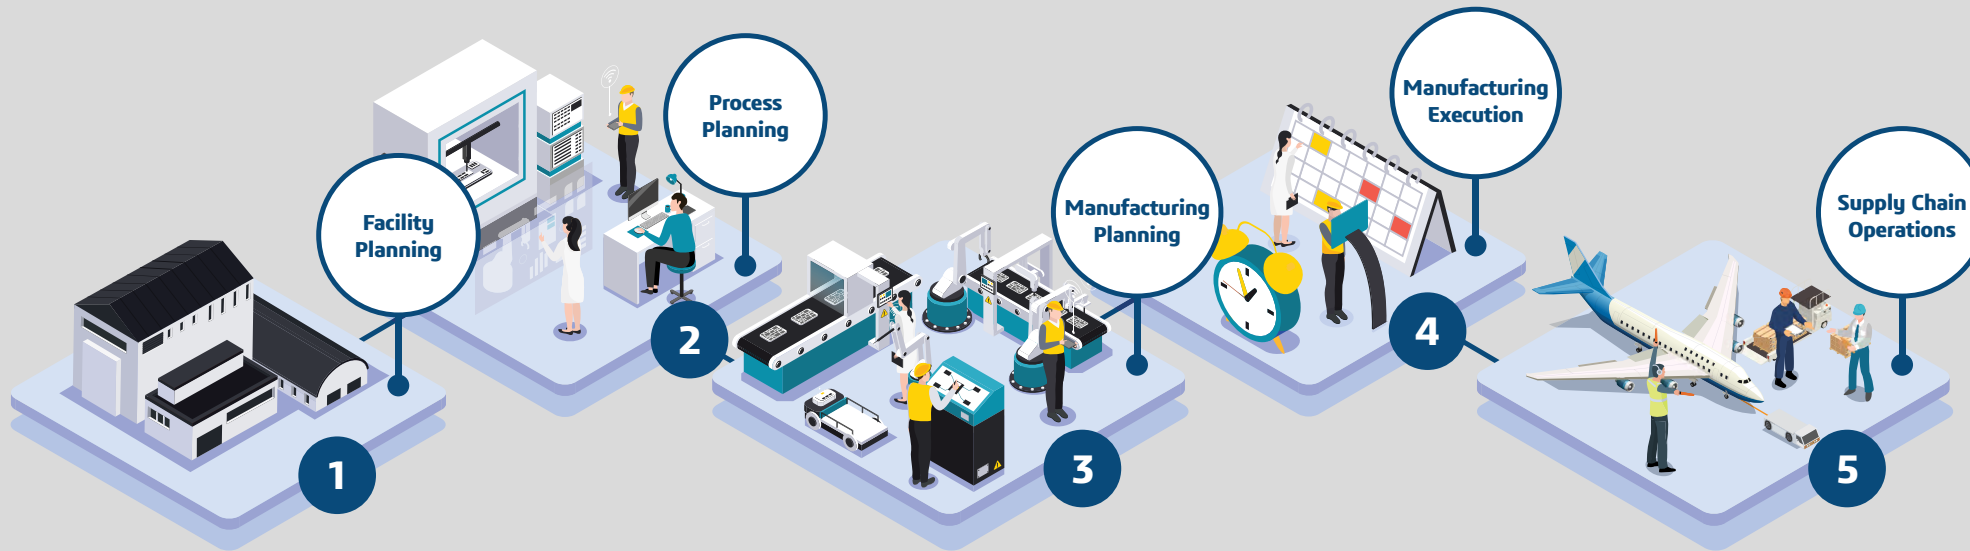 Facility
Planning
1
Process
Planning
2
Manufacturing
Planning
3
Manufacturing
Execution
4
Supply Chain
Operations
5